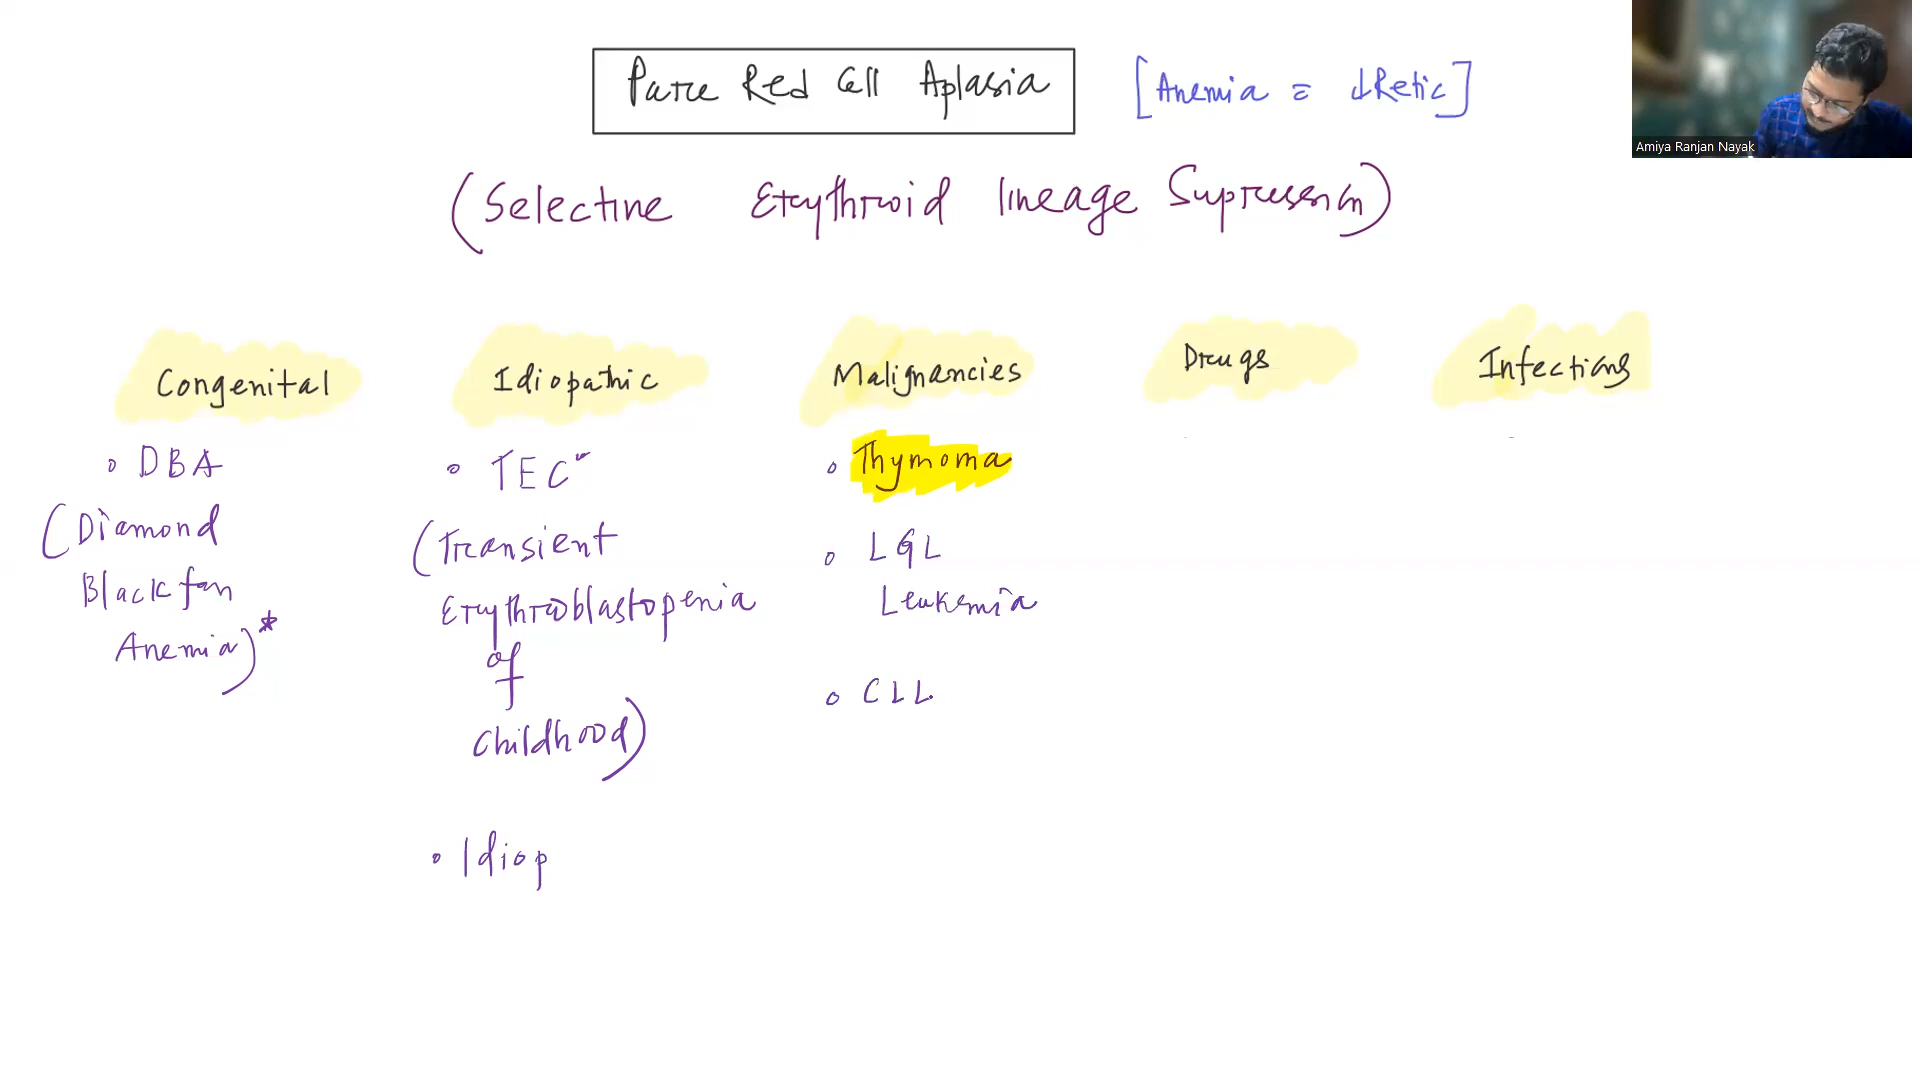 Pure Red Cell Aplasia
[Anemia = ↓Retic]
Amiya Ranjan Nayak
(Selective Erythroid lineage Supression)
Congenital
Idiopathic
Malignancies
Drugs
Infections
• DBA
(Diamond
Blackfan
Anemia)*
• TEC
(Transient
Erythroblastopenia
of
childhood)
• Idiop
• Thymoma
• LGL
Leukemia
• CLL